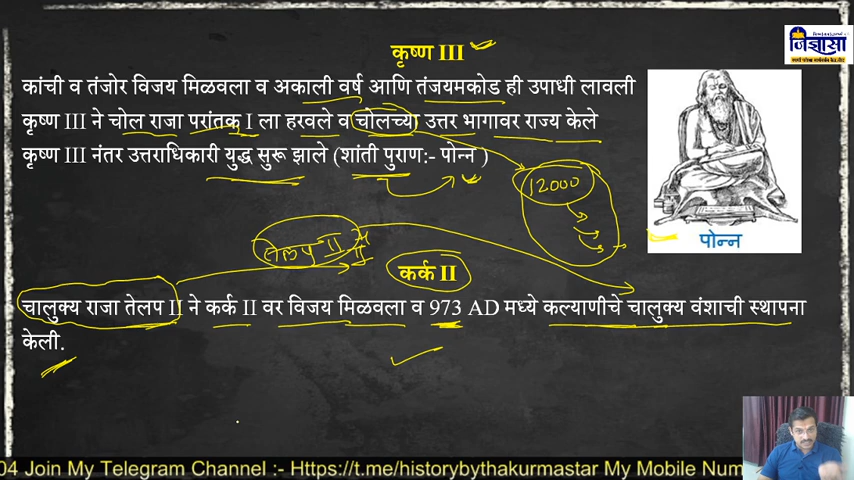 जिज्ञासा
कृष्ण III
कांची व तंजोर विजय मिळवला व अकाली वर्ष आणि तंजयमकोड ही उपाधी लावली
कृष्ण III ने चोल राजा परांतक I ला हरवले व चोलच्या उत्तर भागावर राज्य केले
कृष्ण III नंतर उत्तराधिकारी युद्ध सुरू झाले (शांती पुराण:- पोन्न )
12000
पोन्न
तेलप II
कर्क II
चालुक्य राजा तेलप II ने कर्क II वर विजय मिळवला व 973 AD मध्ये कल्याणीचे चालुक्य वंशाची स्थापना
केली.
04 Join My Telegram Channel :- Https://t.me/historybythakurmastar My Mobile Num